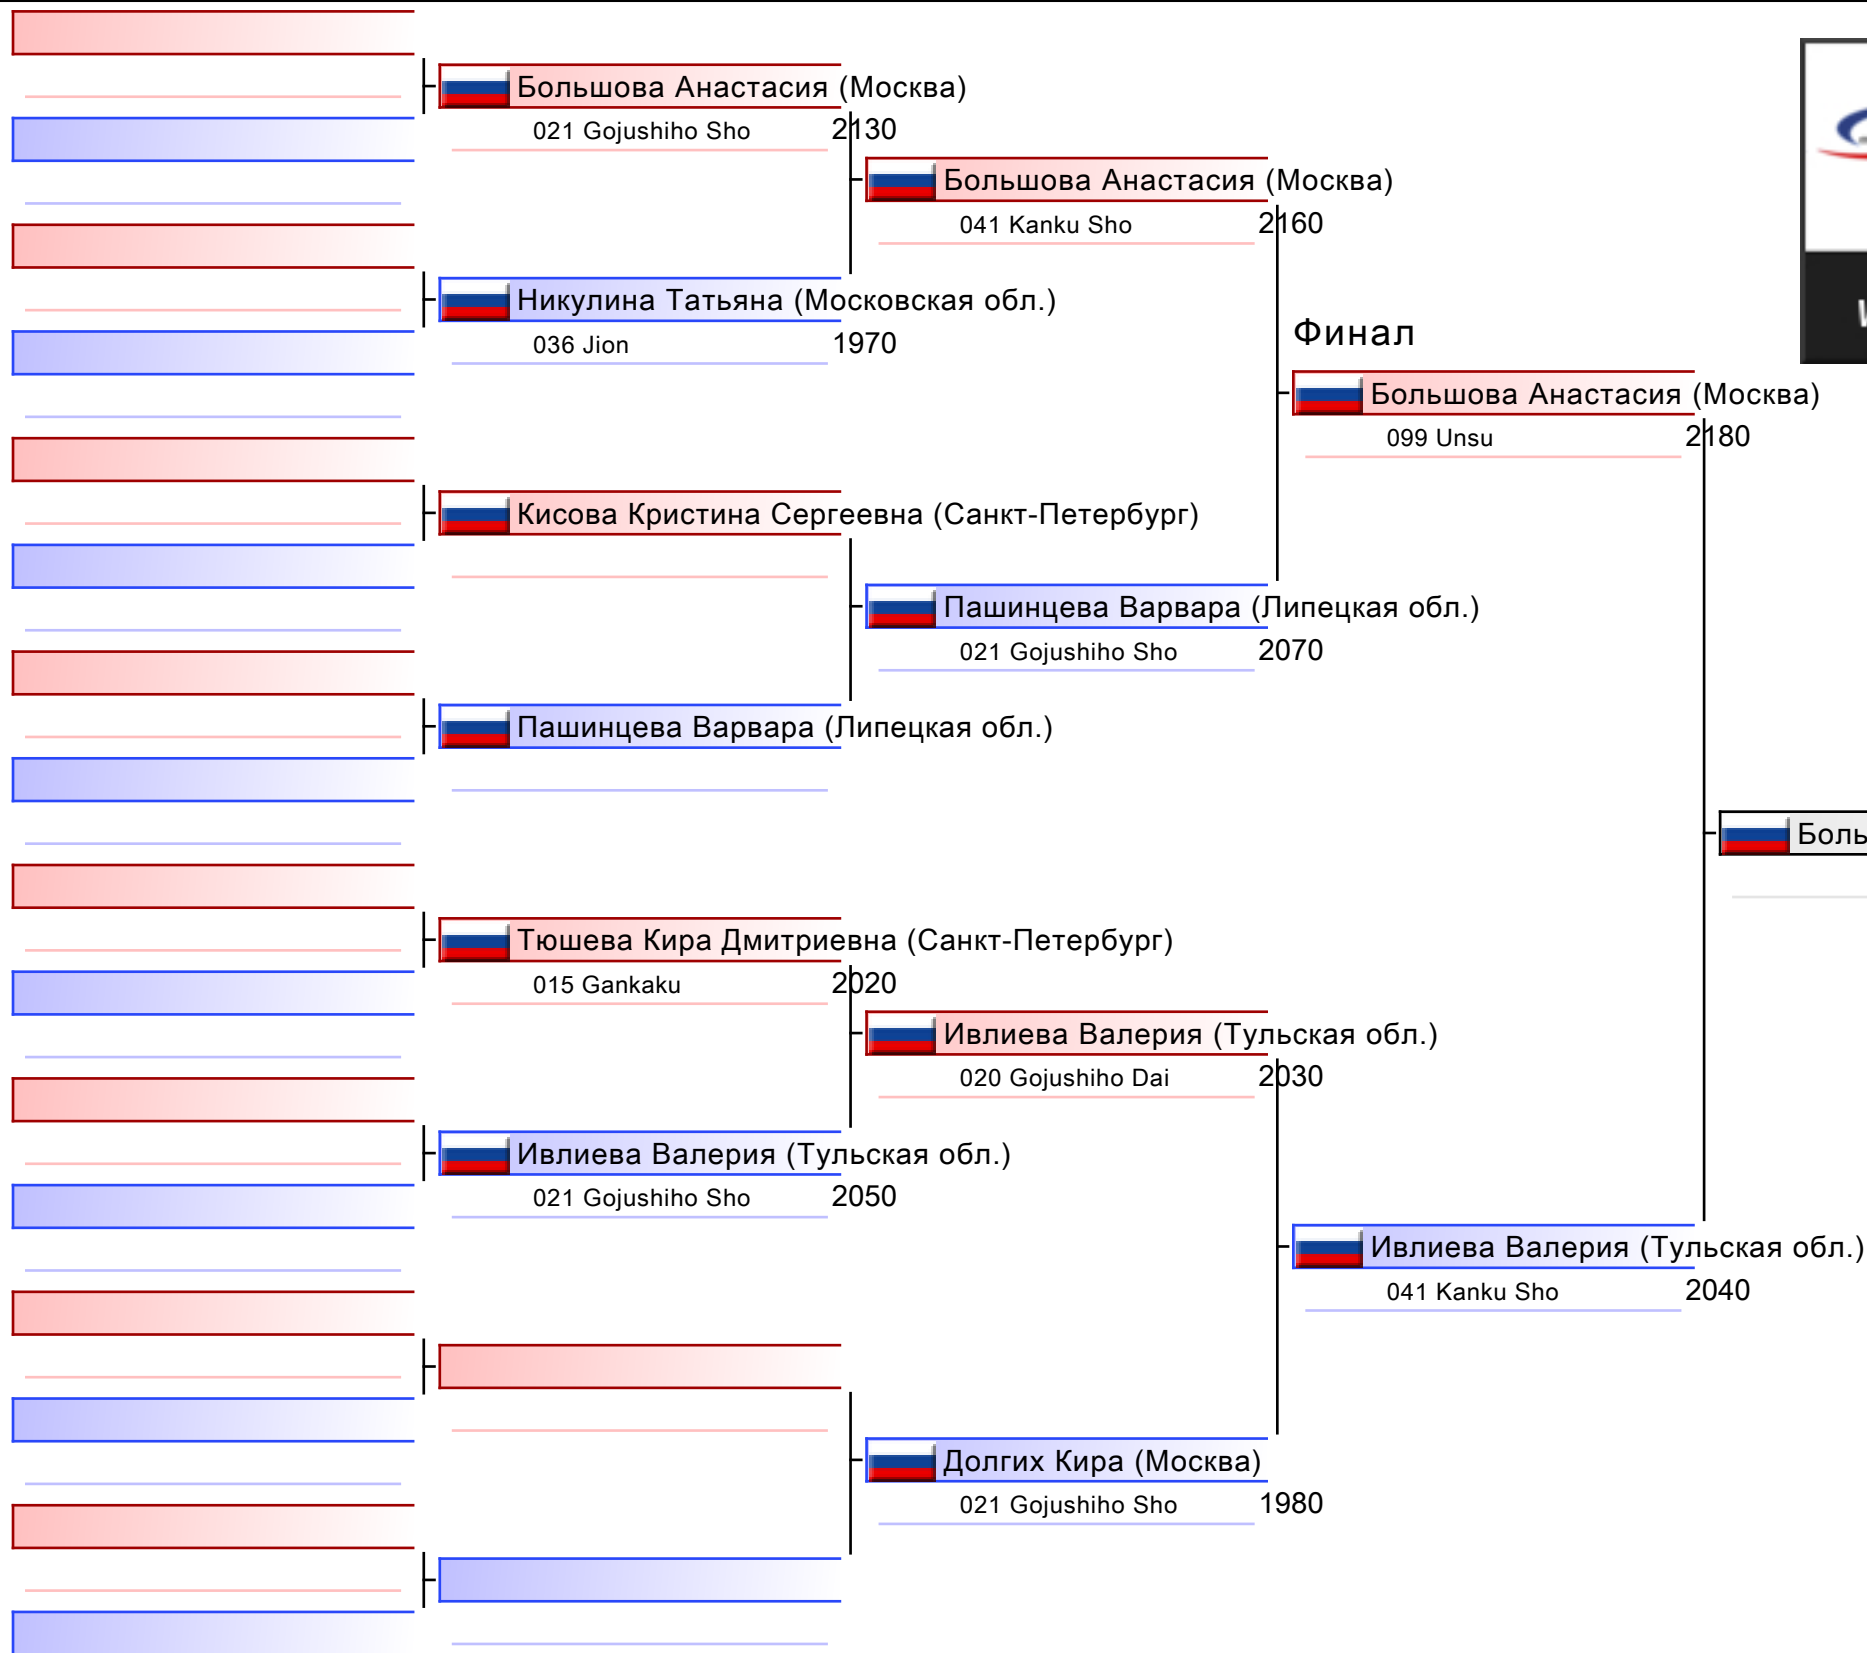 Большова Анастасия (Москва)
021 Gojushiho Sho 2130
Большова Анастасия (Москва)
041 Kanku Sho 2160
Никулина Татьяна (Московская обл.)
036 Jion 1970
Финал
Большова Анастасия (Москва)
099 Unsu 2180
Кисова Кристина Сергеевна (Санкт-Петербург)
Пашинцева Варвара (Липецкая обл.)
021 Gojushiho Sho 2070
Пашинцева Варвара (Липецкая обл.)
Боль
Тюшева Кира Дмитриевна (Санкт-Петербург)
015 Gankaku 2020
Ивлиева Валерия (Тульская обл.)
020 Gojushiho Dai 2030
Ивлиева Валерия (Тульская обл.)
021 Gojushiho Sho 2050
Ивлиева Валерия (Тульская обл.)
041 Kanku Sho 2040
Долгих Кира (Москва)
021 Gojushiho Sho 1980